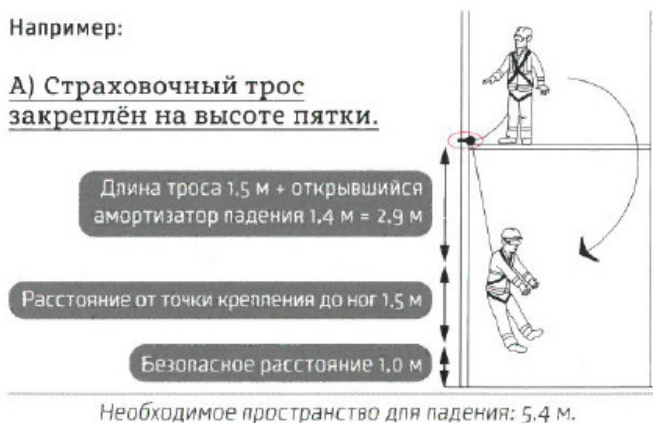 Например:
А) Страховочный трос
закреплён на высоте пятки.
Длина троса 1,5 м + открывшийся
амортизатор падения 1,4 м = 2,9 м
Расстояние от точки крепления до ног 1,5 м
Безопасное расстояние 1,0 м
Необходимое пространство для падения: 5,4 м.